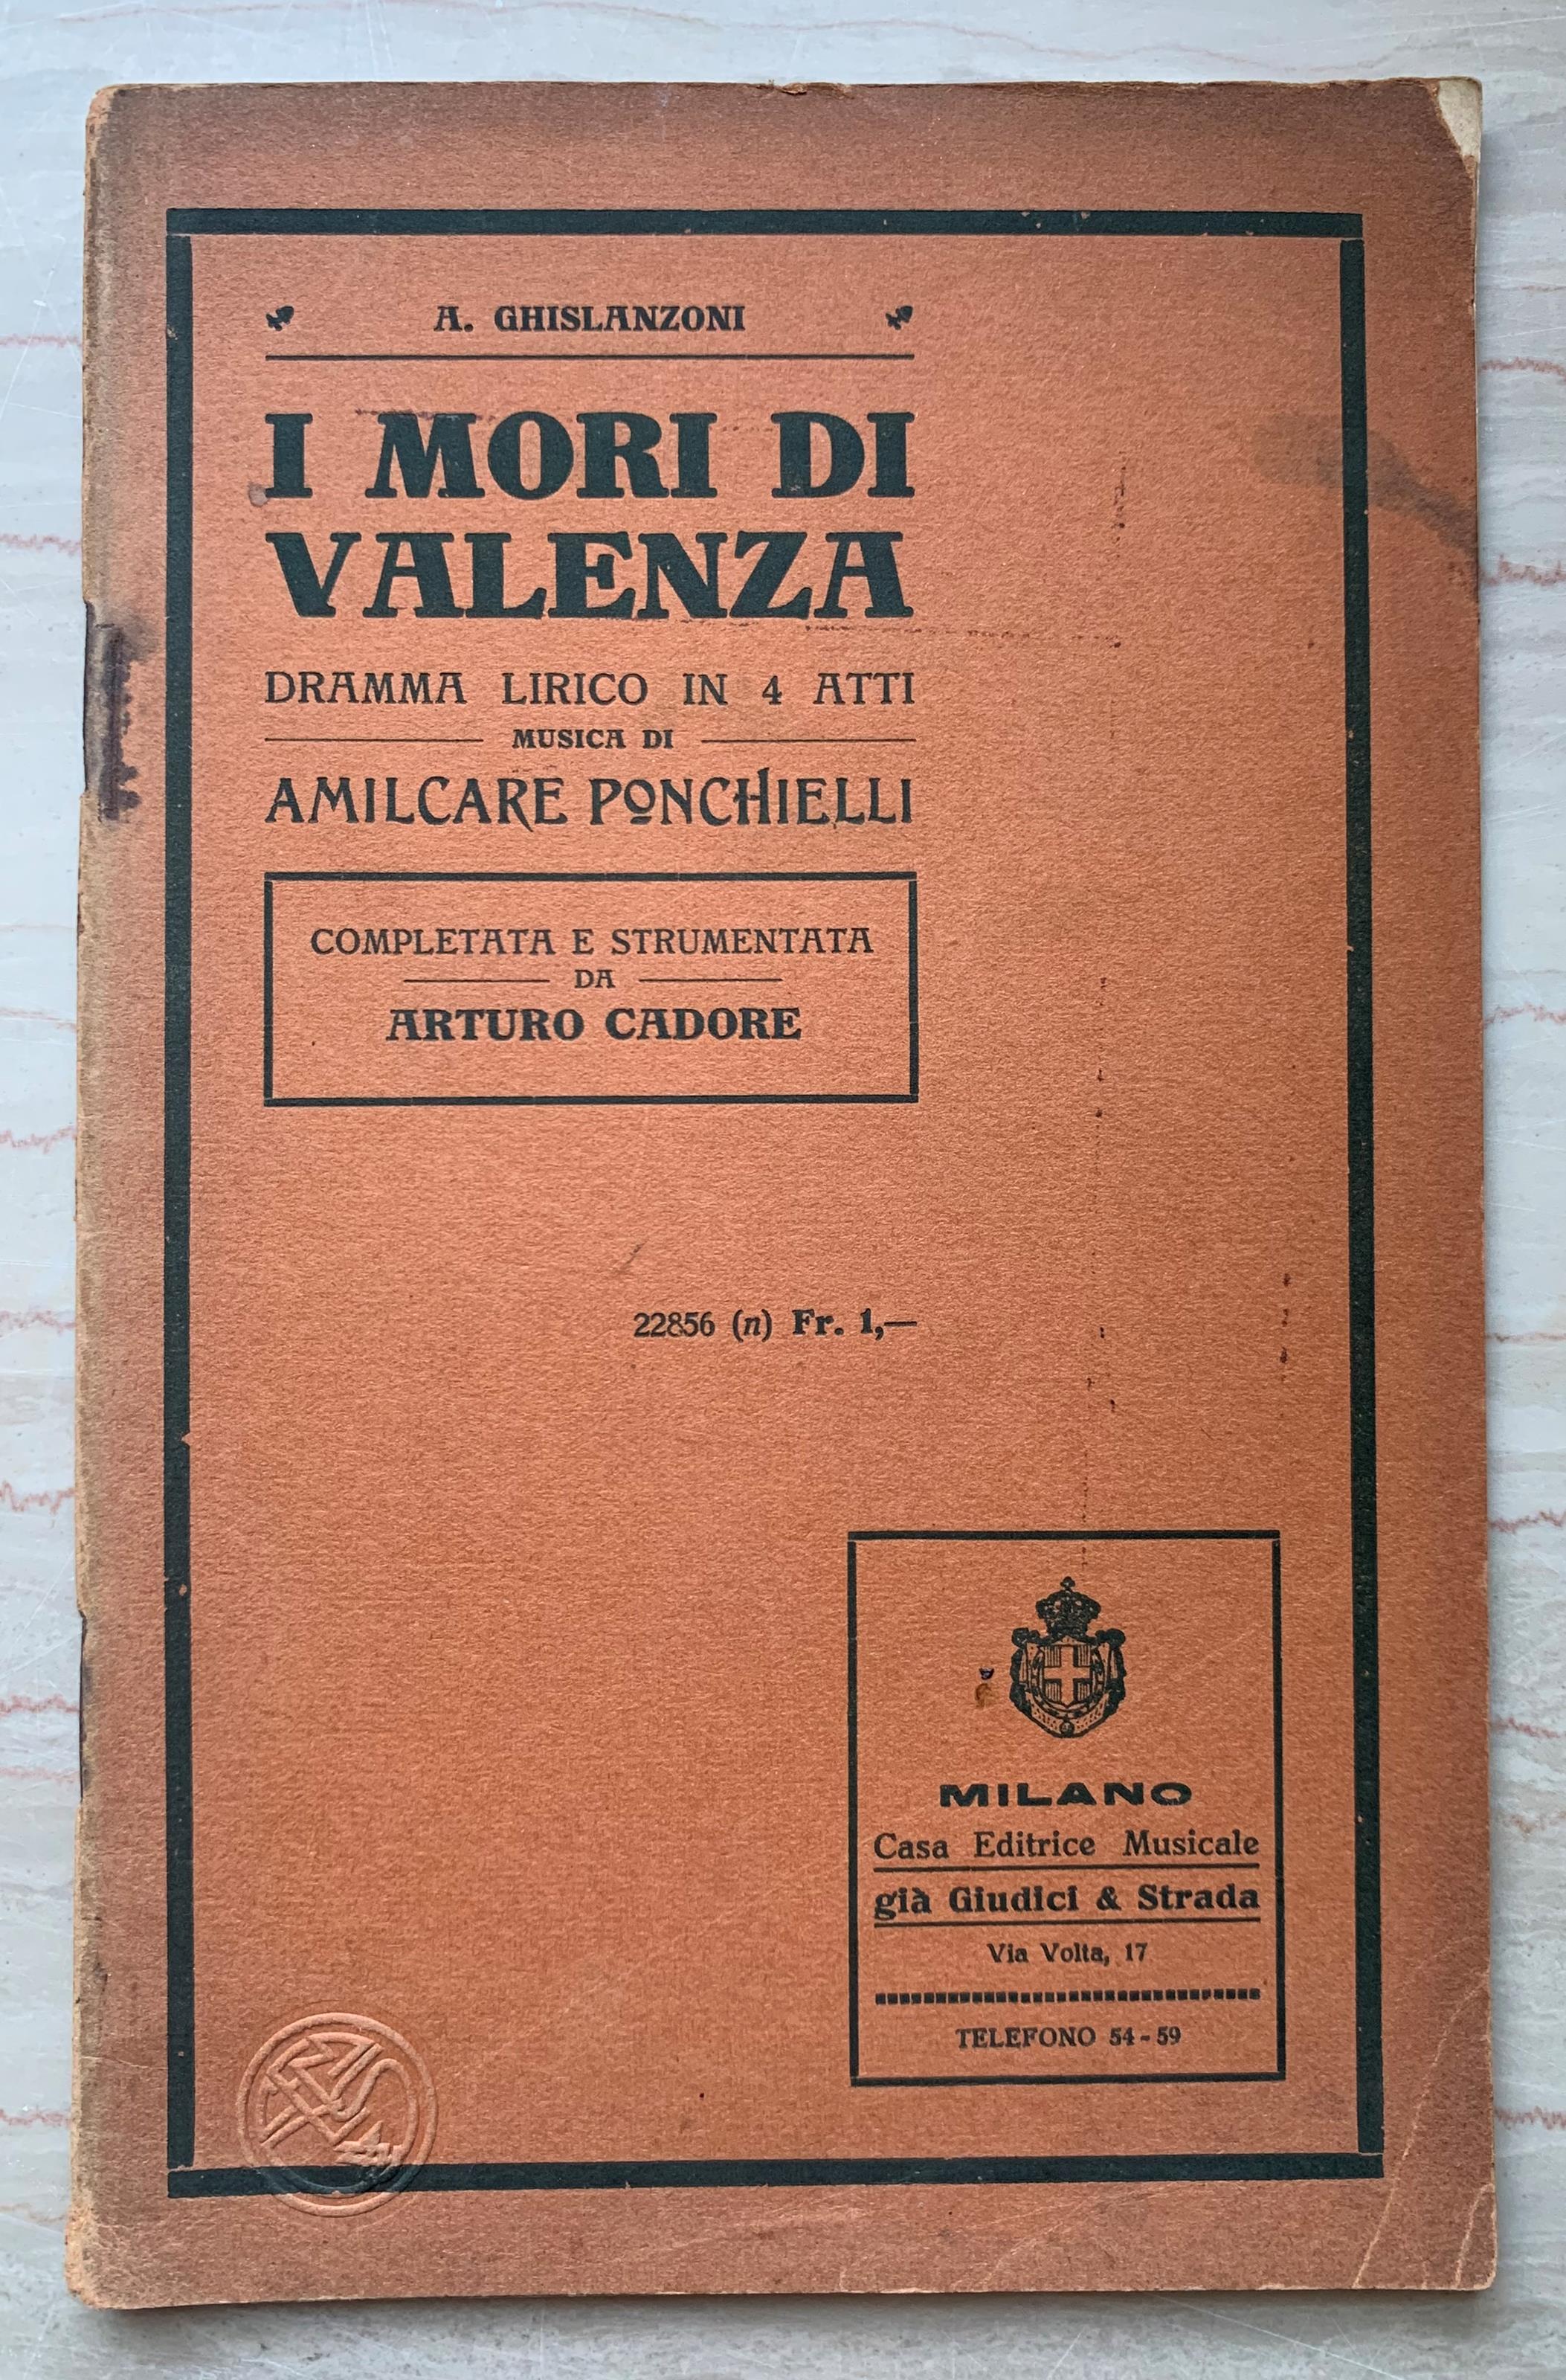 A. GHISLANZONI
I MORI DI
VALENZA
DRAMMA LIRICO IN 4 ATTI
MUSICA DI
AMILCARE PONCHIELLI
COMPLETATA E STRUMENTATA
DA
ARTURO CADORE
22856 (n) Fr. 1,—
MILANO
Casa Editrice Musicale
già Giudici & Strada
Via Volta, 17
TELEFONO 54-59